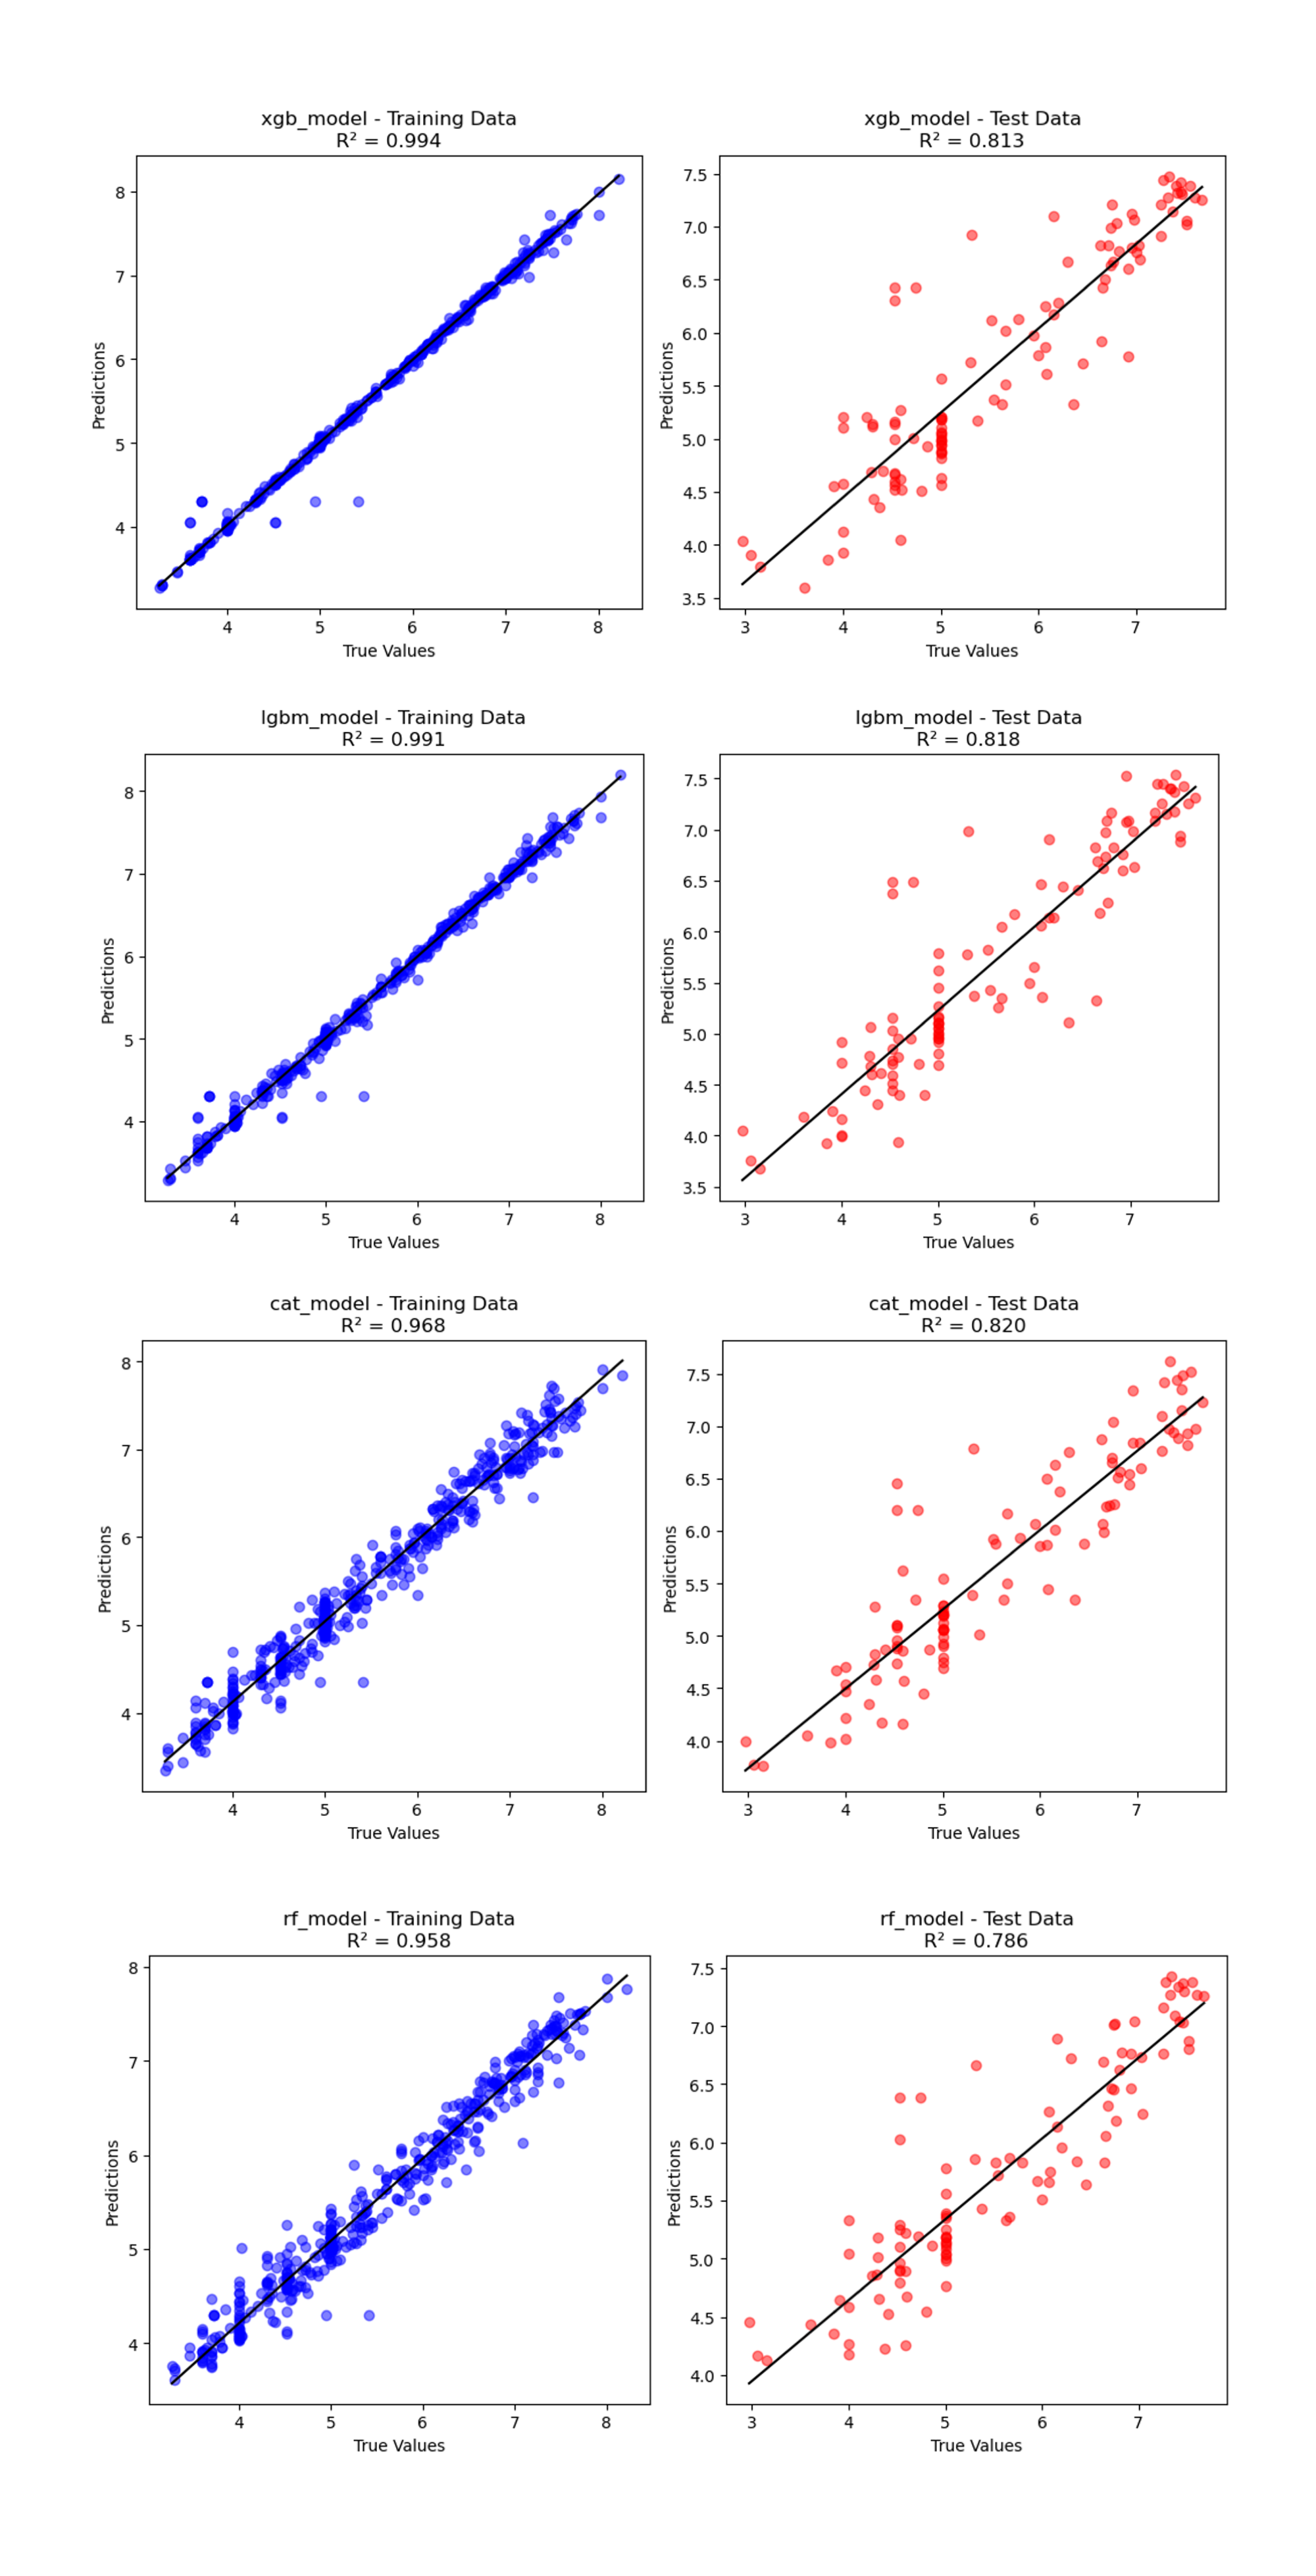 xgb_model - Training Data
R² = 0.994
8
7
6
5
4
Predictions
4 5 6 7 8
True Values
xgb_model - Test Data
R² = 0.813
7.5
7.0
6.5
6.0
5.5
5.0
4.5
4.0
3.5
Predictions
3 4 5 6 7
True Values
lgbm_model - Training Data
R² = 0.991
8
7
6
5
4
Predictions
4 5 6 7 8
True Values
lgbm_model - Test Data
R² = 0.818
7.5
7.0
6.5
6.0
5.5
5.0
4.5
4.0
3.5
Predictions
3 4 5 6 7
True Values
cat_model - Training Data
R² = 0.968
8
7
6
5
4
Predictions
4 5 6 7 8
True Values
cat_model - Test Data
R² = 0.820
7.5
7.0
6.5
6.0
5.5
5.0
4.5
4.0
Predictions
3 4 5 6 7
True Values
rf_model - Training Data
R² = 0.958
8
7
6
5
4
Predictions
4 5 6 7 8
True Values
rf_model - Test Data
R² = 0.786
7.5
7.0
6.5
6.0
5.5
5.0
4.5
4.0
Predictions
3 4 5 6 7
True Values